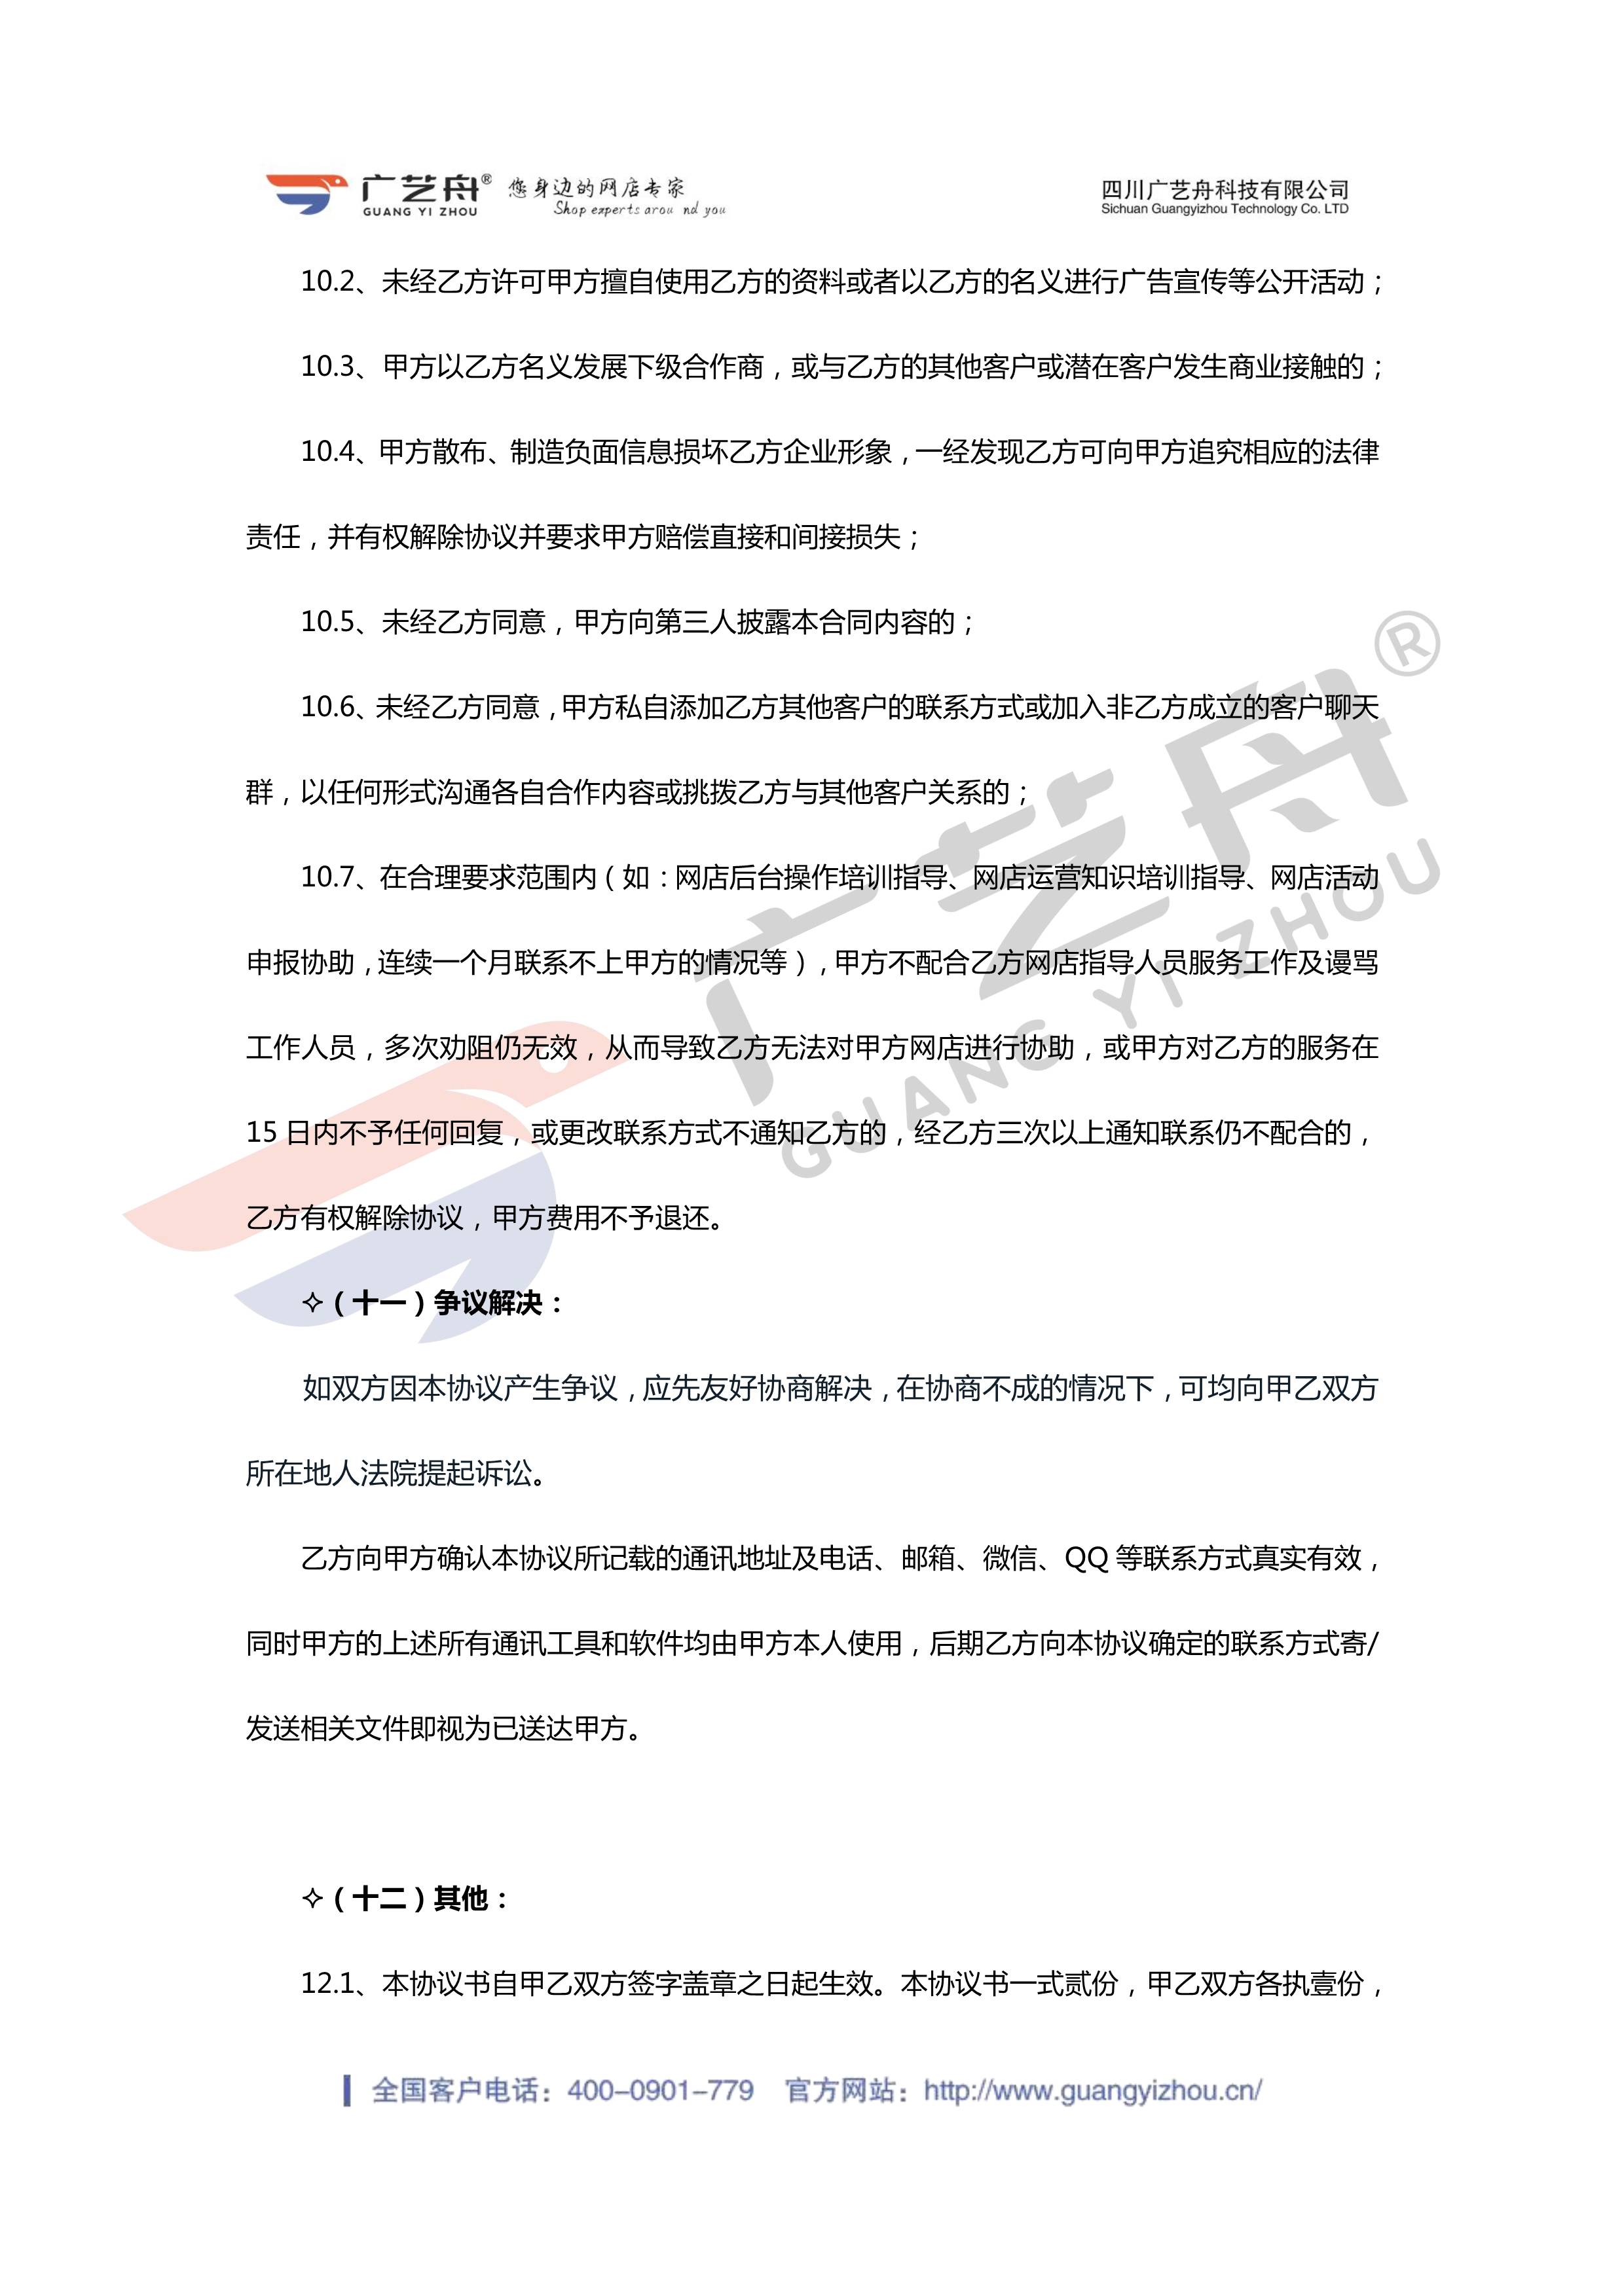 广艺舟® 您身边的网店专家 四川广艺舟科技有限公司
GUANG YI ZHOU Shop experts arou nd you Sichuan Guangyizhou Technology Co. LTD
10.2、未经乙方许可甲方擅自使用乙方的资料或者以乙方的名义进行广告宣传等公开活动；
10.3、甲方以乙方名义发展下级合作商，或与乙方的其他客户或潜在客户发生商业接触的；
10.4、甲方散布、制造负面信息损坏乙方企业形象，一经发现乙方可向甲方追究相应的法律
责任，并有权解除协议并要求甲方赔偿直接和间接损失；
10.5、未经乙方同意，甲方向第三人披露本合同内容的；
10.6、未经乙方同意，甲方私自添加乙方其他客户的联系方式或加入非乙方成立的客户聊天
群，以任何形式沟通各自合作内容或挑拨乙方与其他客户关系的；
10.7、在合理要求范围内（如：网店后台操作培训指导、网店运营知识培训指导、网店活动
申报协助，连续一个月联系不上甲方的情况等），甲方不配合乙方网店指导人员服务工作及谩骂
工作人员，多次劝阻仍无效，从而导致乙方无法对甲方网店进行协助，或甲方对乙方的服务在
15 日内不予任何回复，或更改联系方式不通知乙方的，经乙方三次以上通知联系仍不配合的，
乙方有权解除协议，甲方费用不予退还。
✧（十一）争议解决：
如双方因本协议产生争议，应先友好协商解决，在协商不成的情况下，可均向甲乙双方
所在地人法院提起诉讼。
乙方向甲方确认本协议所记载的通讯地址及电话、邮箱、微信、QQ 等联系方式真实有效，
同时甲方的上述所有通讯工具和软件均由甲方本人使用，后期乙方向本协议确定的联系方式寄/
发送相关文件即视为已送达甲方。
✧（十二）其他：
12.1、本协议书自甲乙双方签字盖章之日起生效。本协议书一式贰份，甲乙双方各执壹份，
全国客户电话：400-0901-779 官方网站：http://www.guangyizhou.cn/
广艺舟®
GUANG YI ZHOU